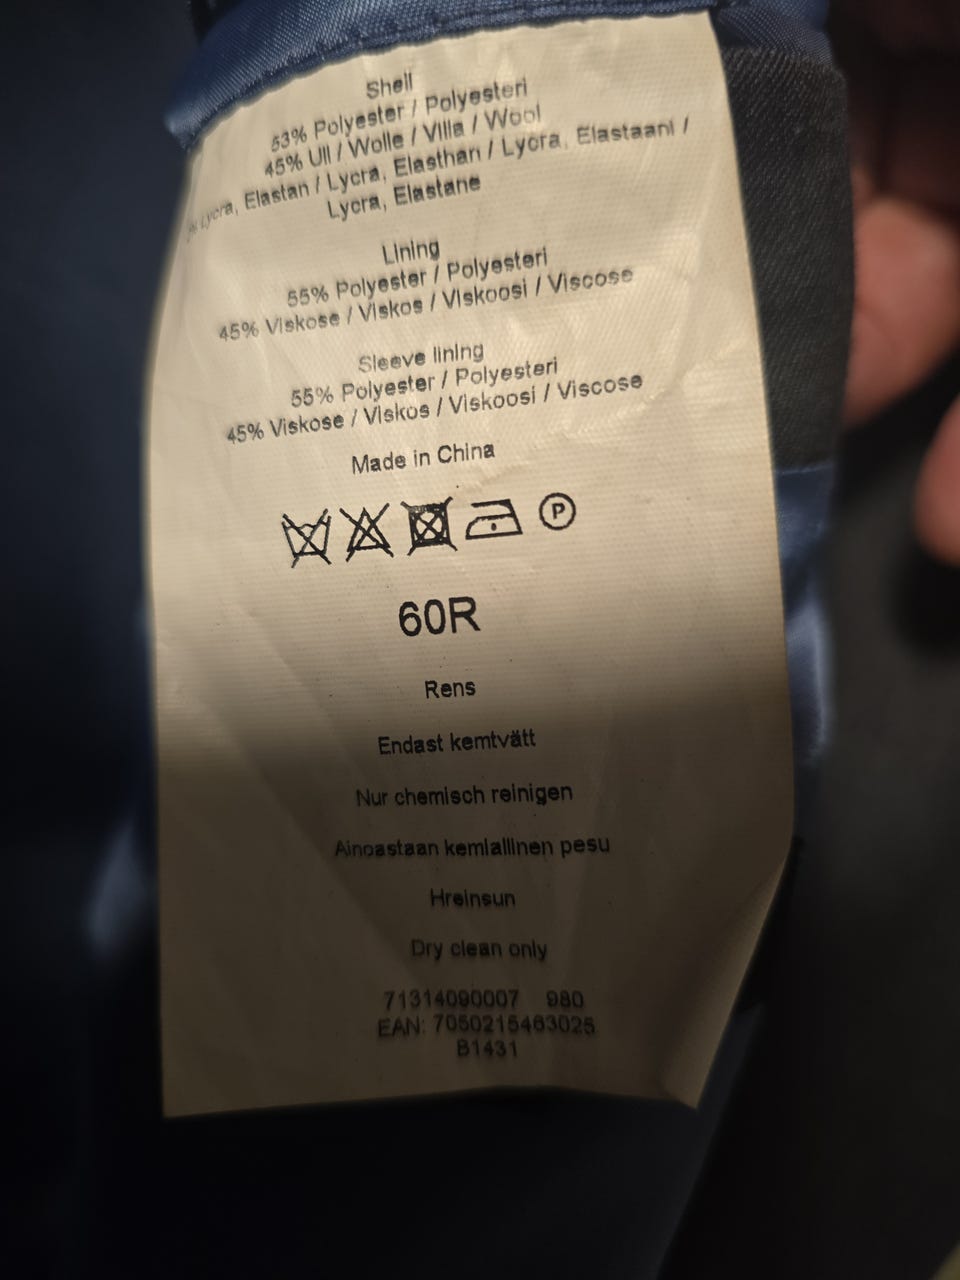 Shell
53% Polyester / Polyesteri
45% Ull / Wolle / Villa / Wool
Lycra, Elastan / Lycra, Elasthan / Lycra, Elastaani /
Lycra, Elastane
Lining
55% Polyester / Polyesteri
45% Viskose / Viskos / Viskoosi / Viscose
Sleeve lining
55% Polyester / Polyesteri
45% Viskose / Viskos / Viskoosi / Viscose
Made in China
P
60R
Rens
Endast kemtvätt
Nur chemisch reinigen
Ainoastaan kemiallinen pesu
Hreinsun
Dry clean only
71314090007 980
EAN: 7050215463025
B1431